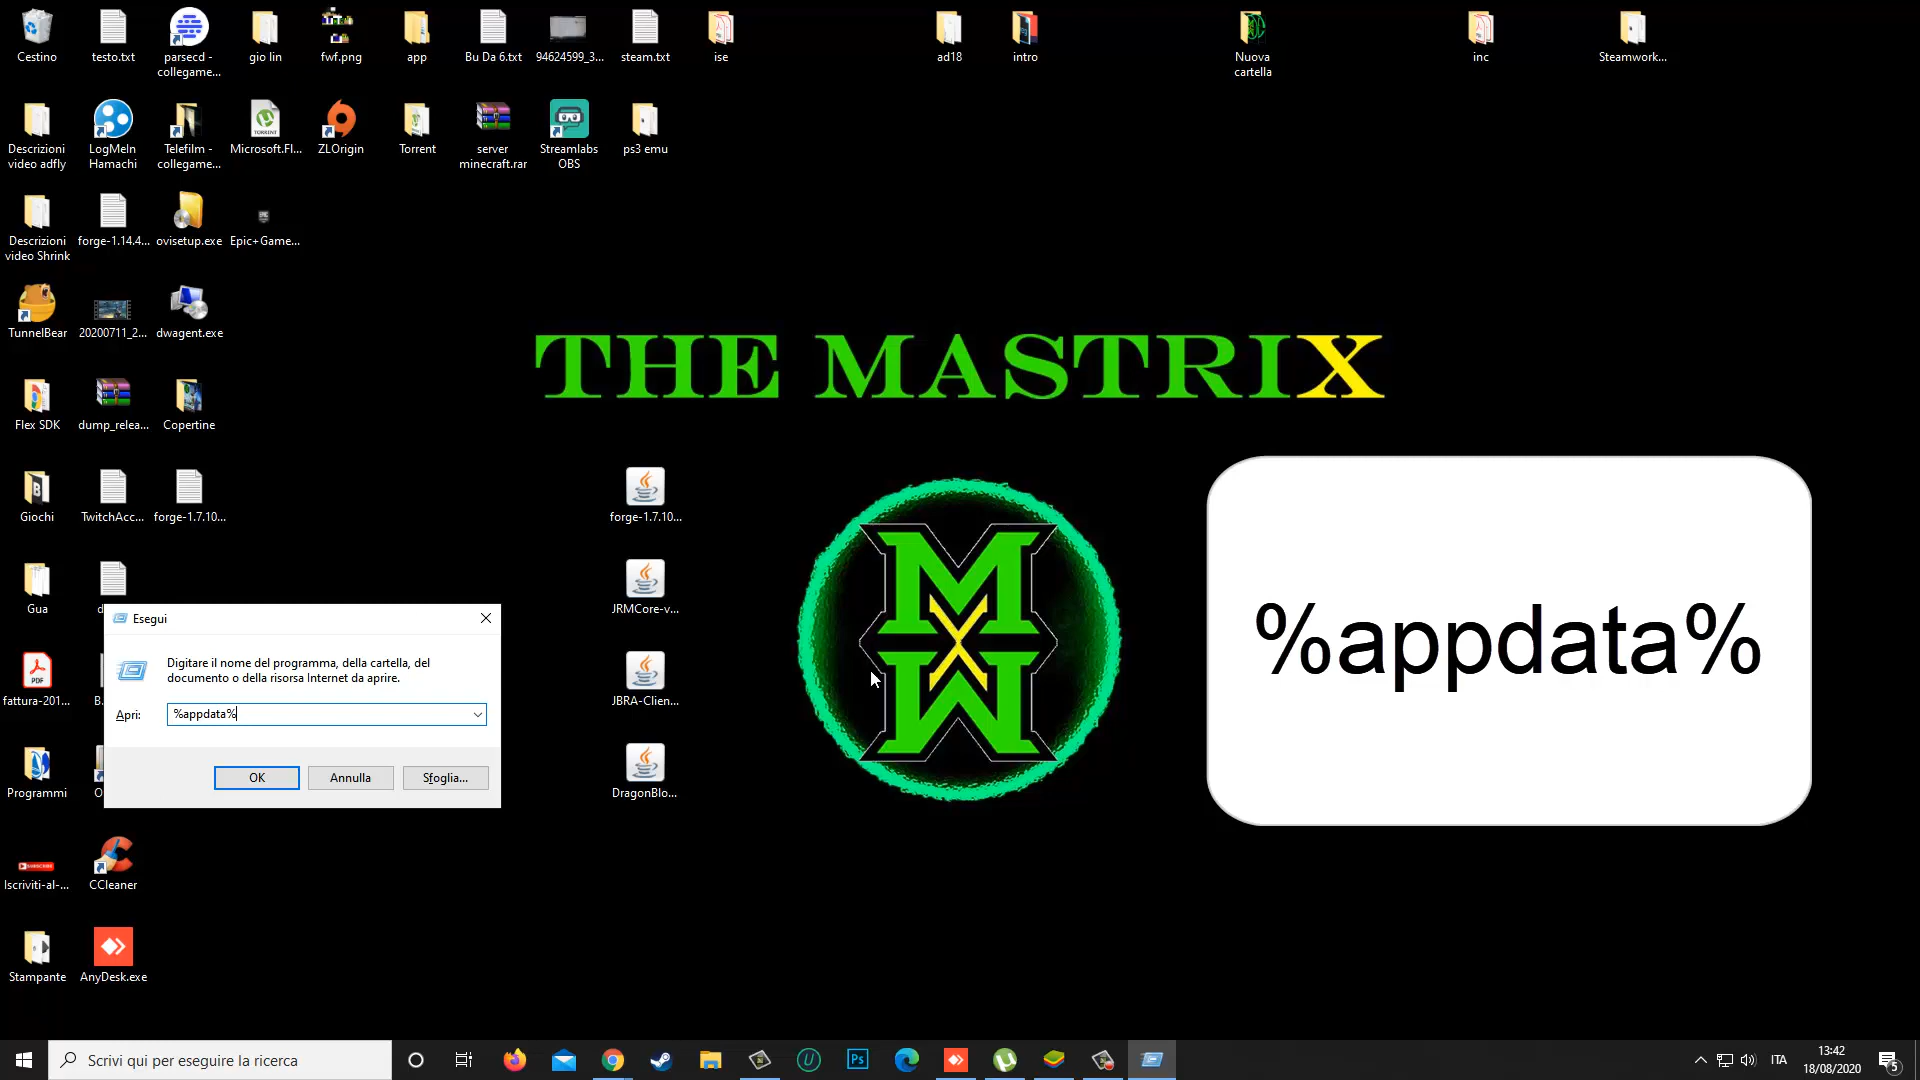 Cestino
testo.txt
parsecd -
collegame...
gio lin
fwf.png
app
Bu Da 6.txt
94624599_3...
steam.txt
ise
ad18
intro
Nuova
cartella
inc
Steamwork...
Descrizioni
video adfly
LogMeIn
Hamachi
Telefilm -
collegame...
TORRENT
Microsoft.Fl...
ZLOrigin
Torrent
server
minecraft.rar
Streamlabs
OBS
ps3 emu
Descrizioni
video Shrink
forge-1.14.4...
ovisetup.exe
EPIC
Epic+Game...
TunnelBear
20200711_2...
dwagent.exe
THE MASTRIX
Flex SDK
dump_relea...
Copertine
Giochi
TwitchAcc...
forge-1.7.10...
forge-1.7.10...
Gua
d
JRMCore-v...
Esegui
Digitare il nome del programma, della cartella, del
documento o della risorsa Internet da aprire.
Apri:
%appdata%
OK
Annulla
Sfoglia...
%appdata%
PDF
fattura-201...
B.
JBRA-Clien...
Programmi
O
DragonBlo...
SUBSCRIBE
Iscriviti-al-...
CCleaner
Stampante
AnyDesk.exe
Scrivi qui per eseguire la ricerca
Ps
ITA
13:42
18/08/2020
5